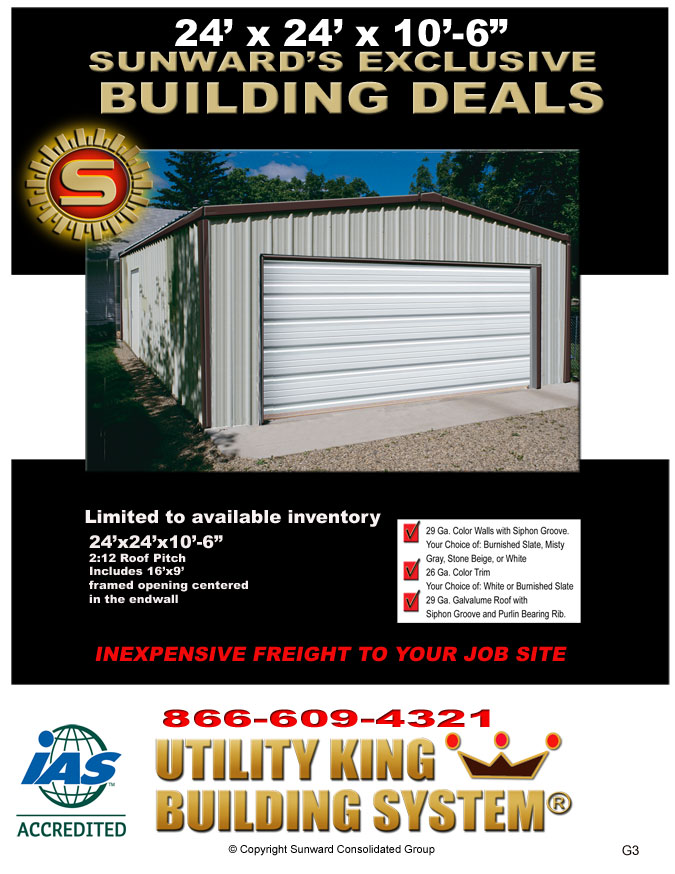 24’ x 24’ x 10’-6”
SUNWARD’S EXCLUSIVE
BUILDING DEALS
S
Limited to available inventory
24’x24’x10’-6”
2:12 Roof Pitch
Includes 16’x9’
framed opening centered
in the endwall
29 Ga. Color Walls with Siphon Groove.
Your Choice of: Burnished Slate, Misty
Gray, Stone Beige, or White
26 Ga. Color Trim
Your Choice of: White or Burnished Slate
29 Ga. Galvalume Roof with
Siphon Groove and Purlin Bearing Rib.
INEXPENSIVE FREIGHT TO YOUR JOB SITE
866-609-4321
UTILITY KING
BUILDING SYSTEM®
iAS™
ACCREDITED
© Copyright Sunward Consolidated Group
G3